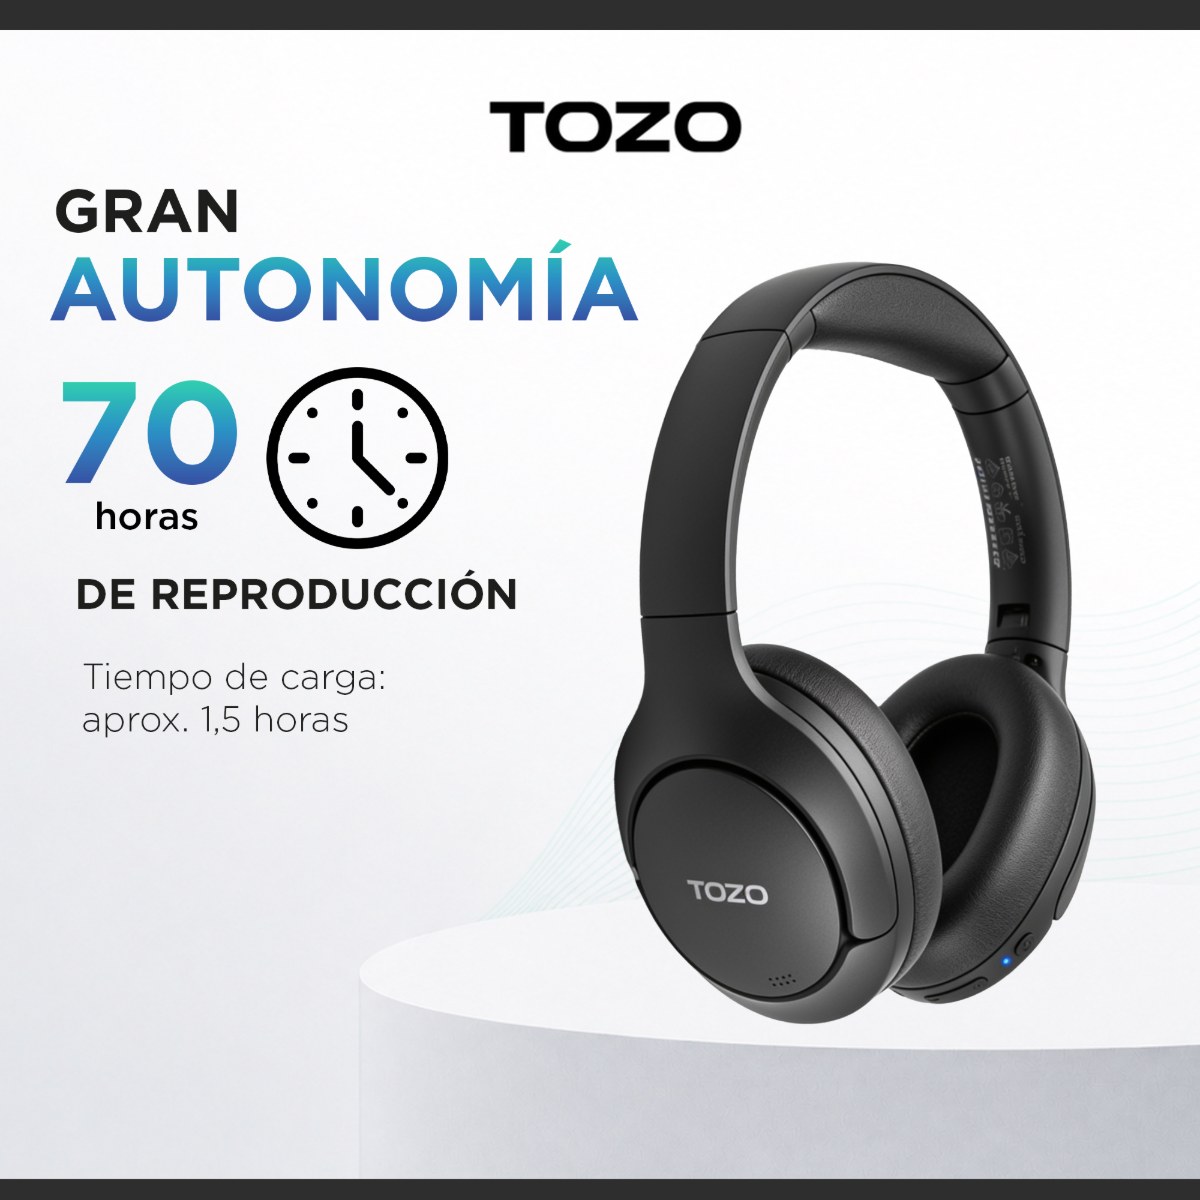 TOZO
GRAN
AUTONOMÍA
70
horas
DE REPRODUCCIÓN
Tiempo de carga:
aprox. 1,5 horas
TOZO